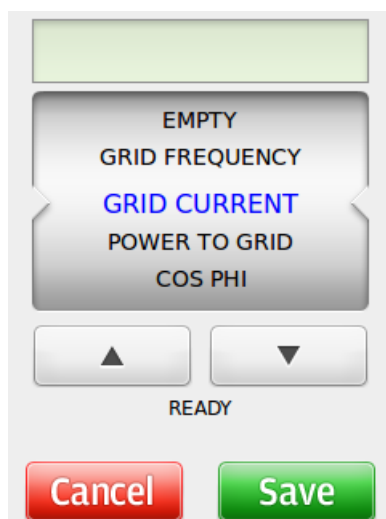 EMPTY
GRID FREQUENCY
GRID CURRENT
POWER TO GRID
COS PHI
READY
Cancel
Save